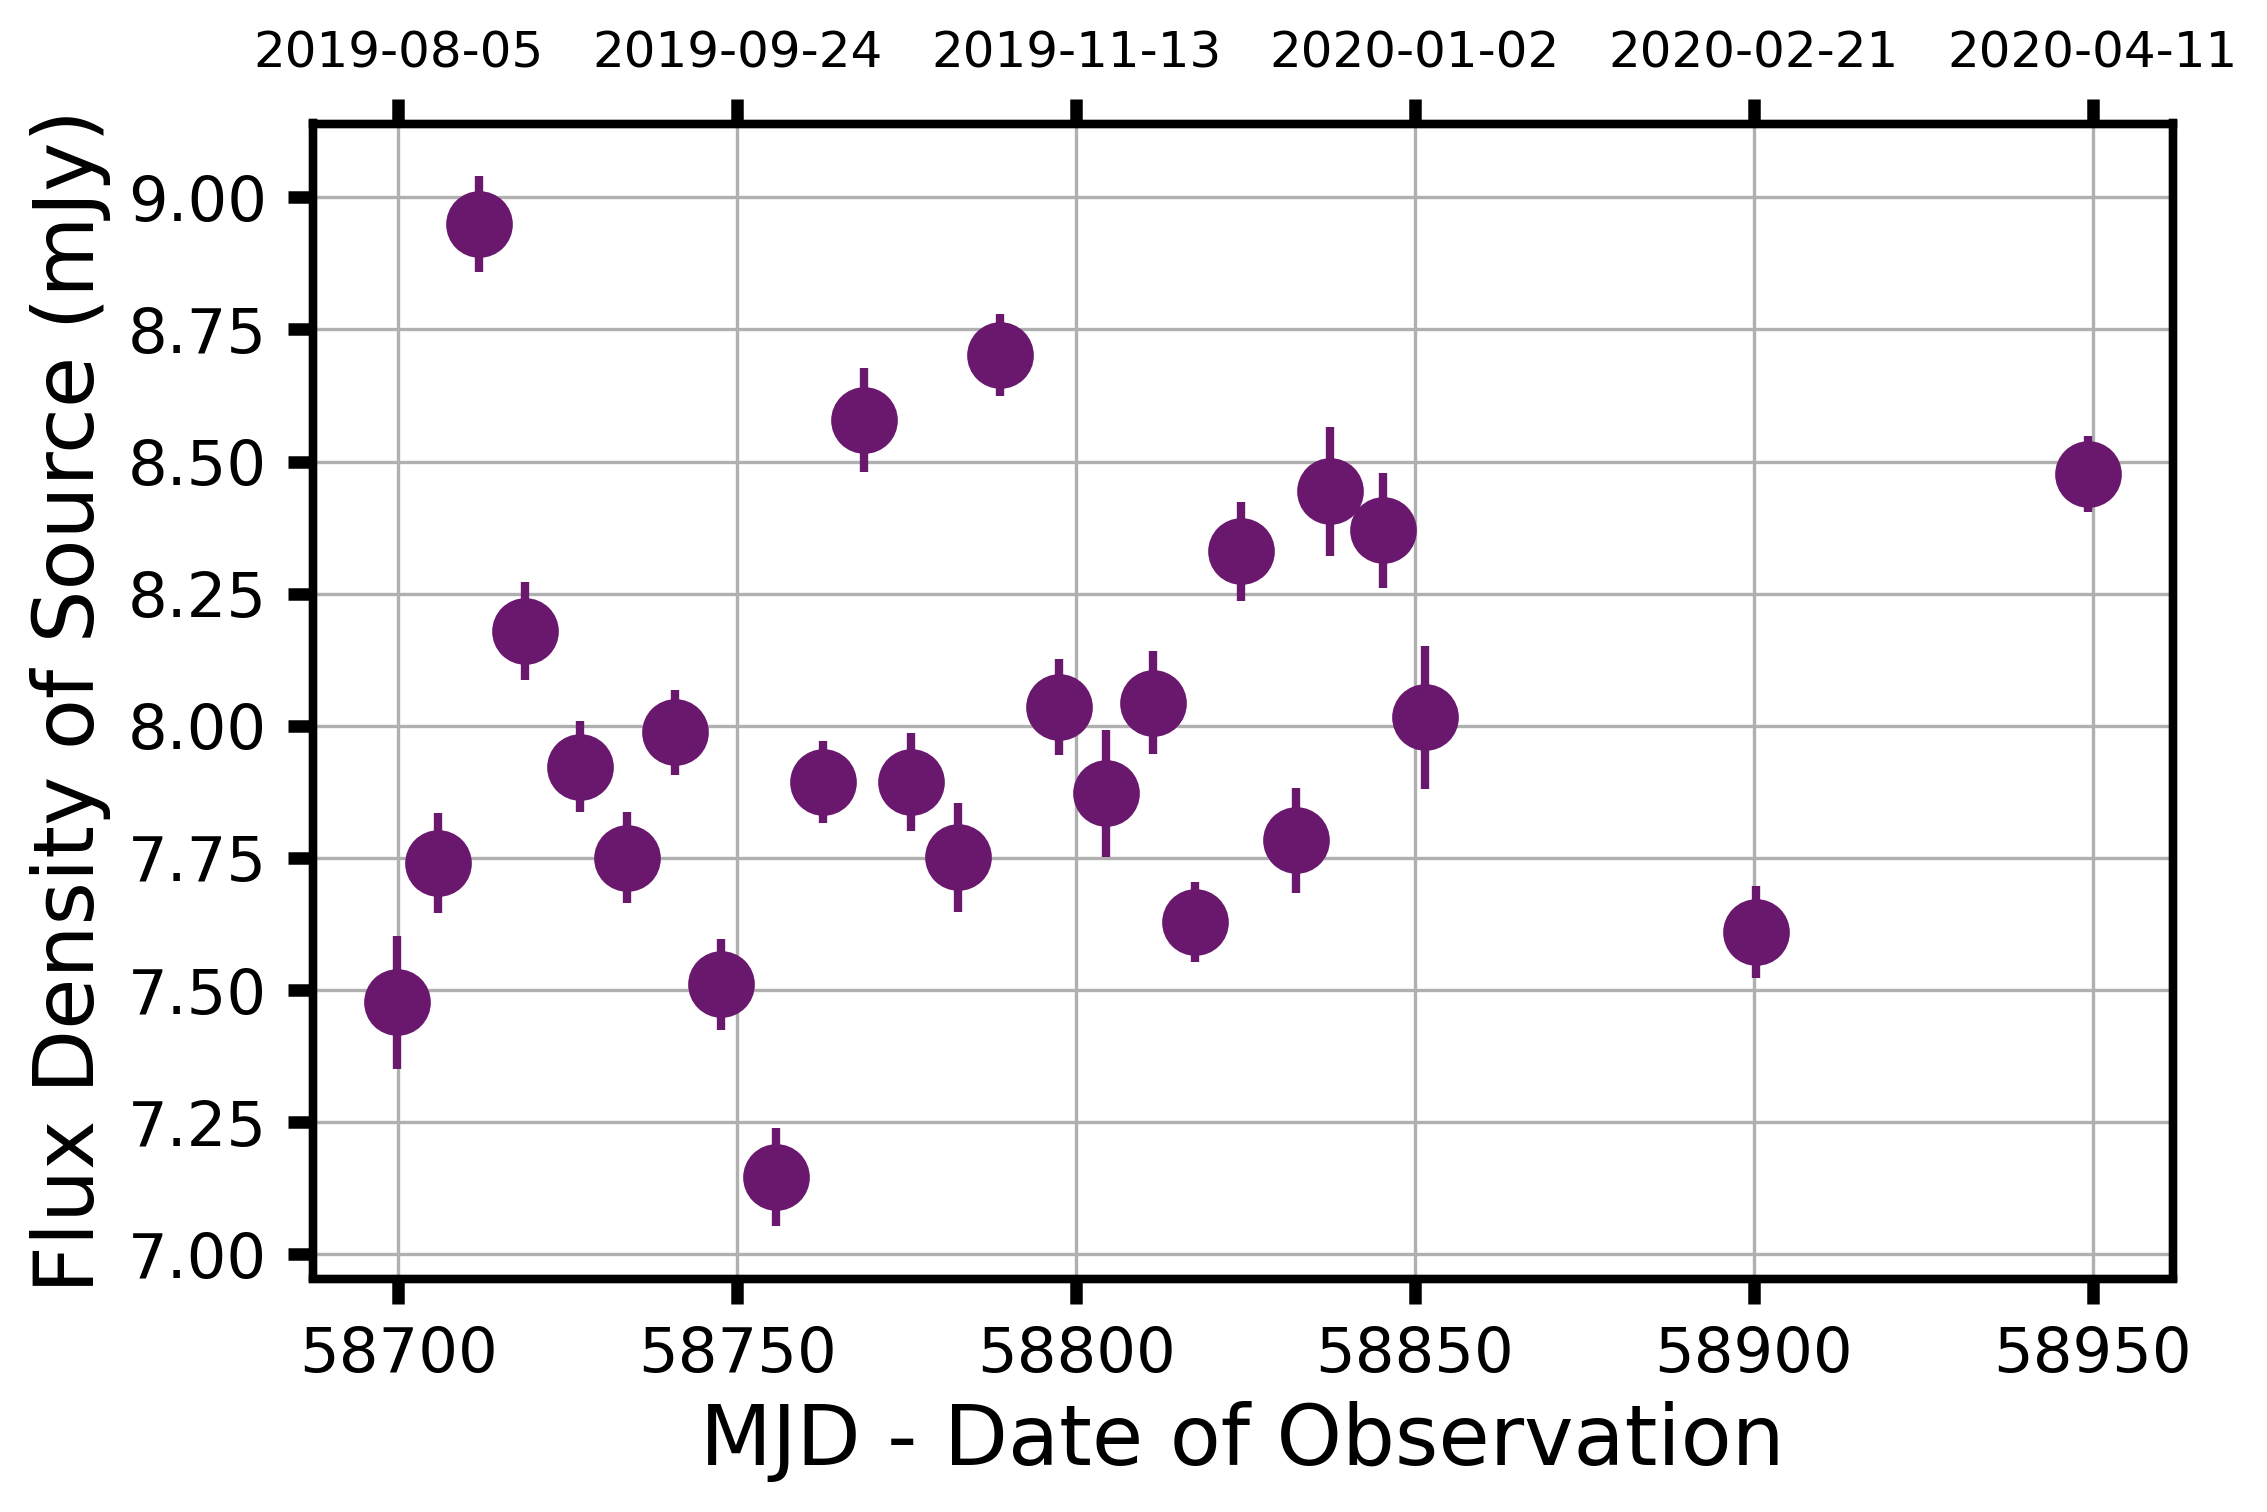 2019-08-05 2019-09-24 2019-11-13 2020-01-02 2020-02-21 2020-04-11
Flux Density of Source (mJy)
9.00
8.75
8.50
8.25
8.00
7.75
7.50
7.25
7.00
58700 58750 58800 58850 58900 58950
MJD - Date of Observation